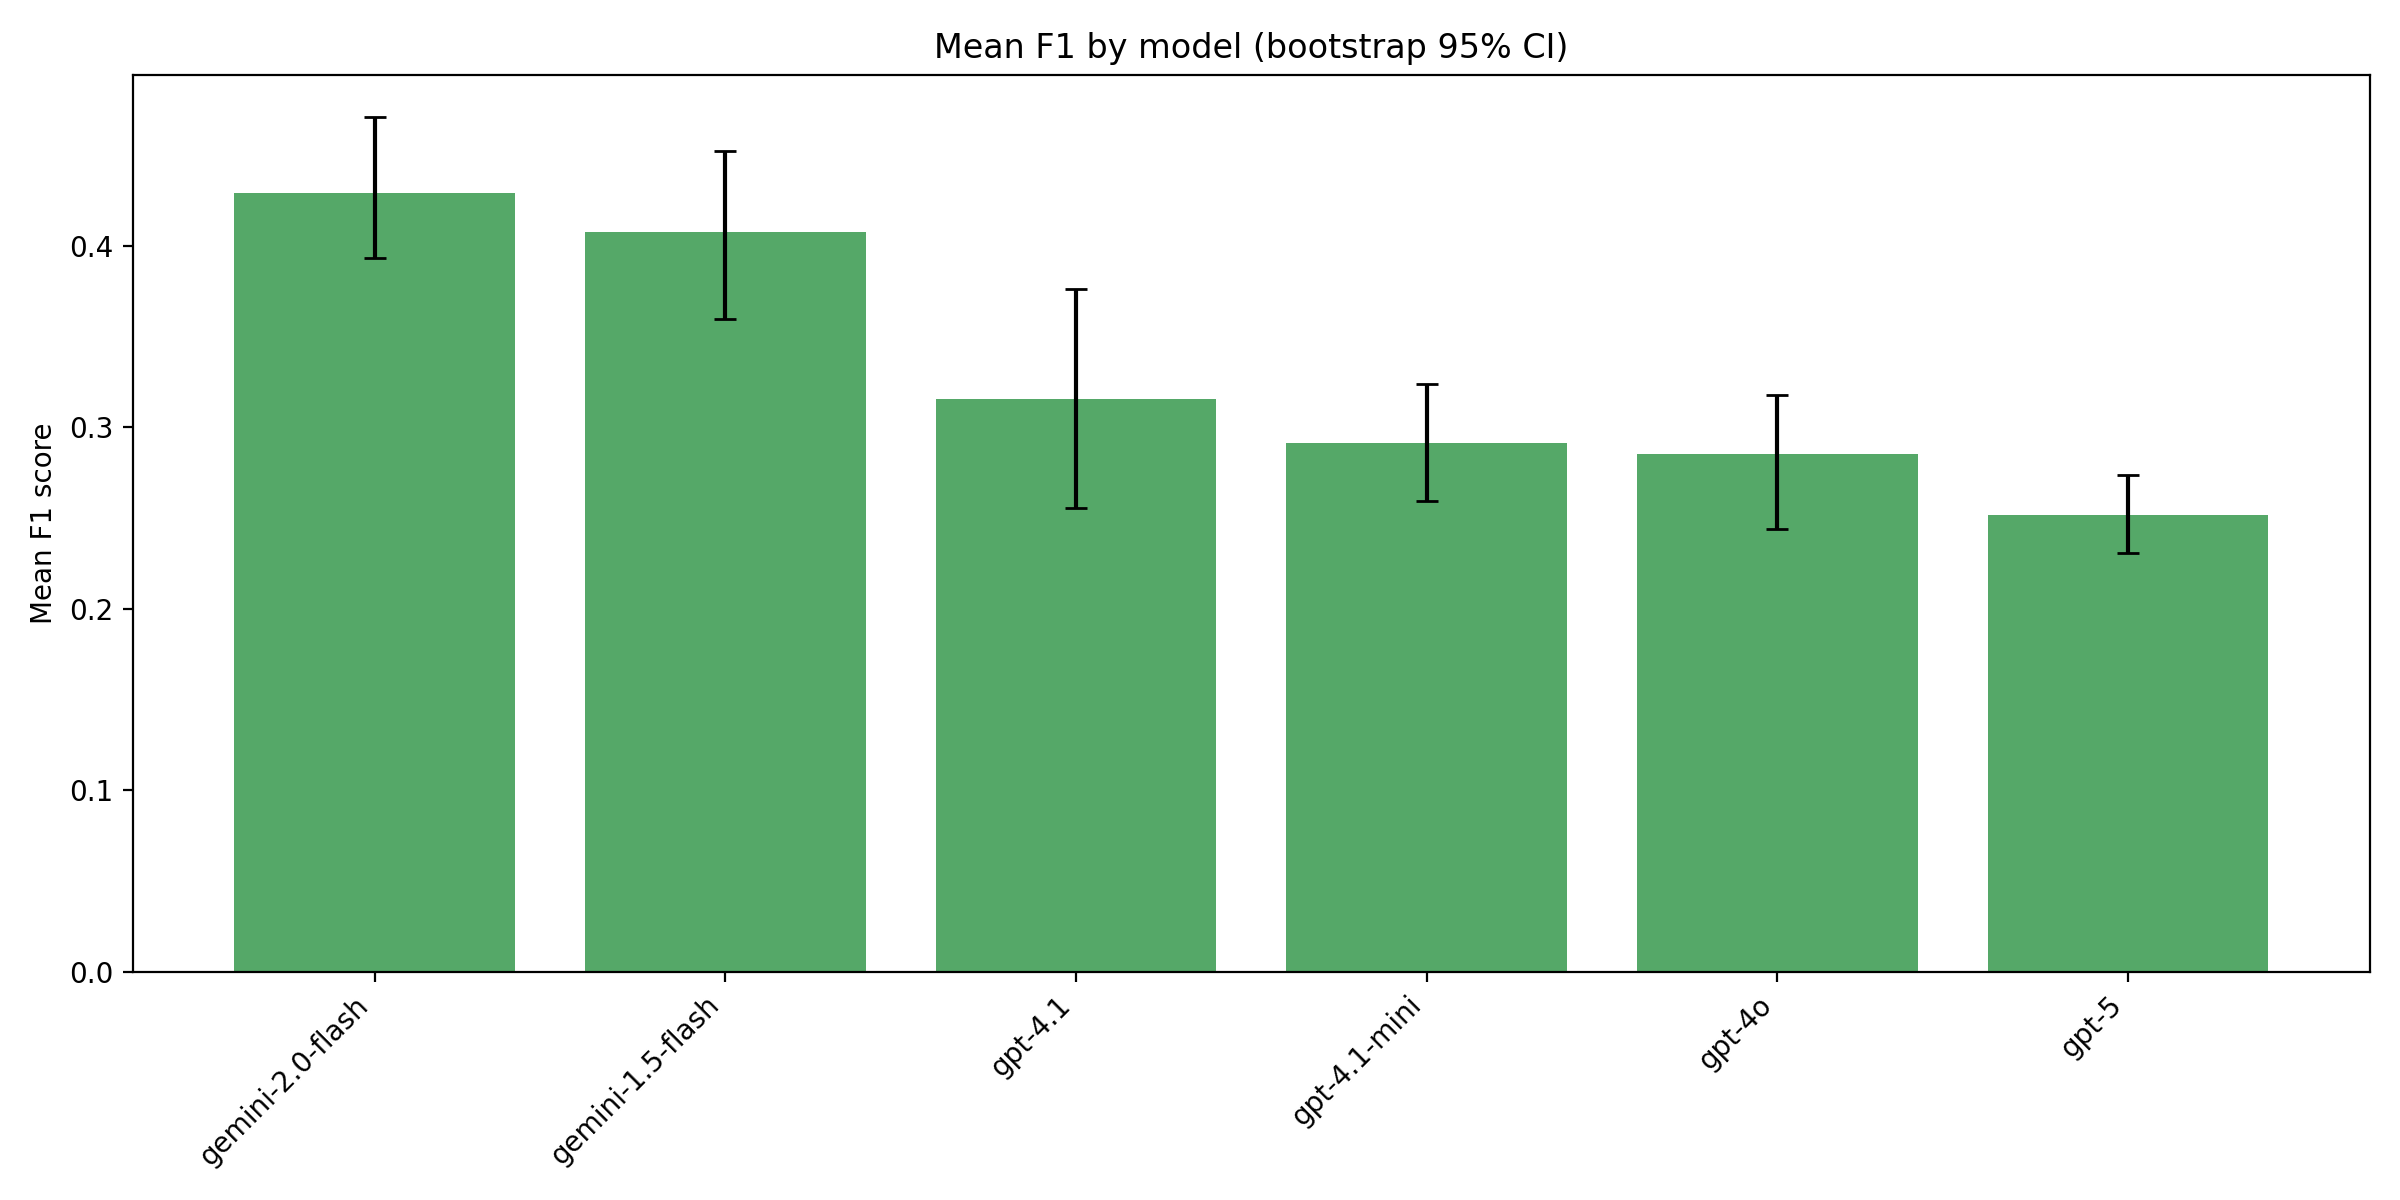 Mean F1 by model (bootstrap 95% CI)
Mean F1 score
0.4
0.3
0.2
0.1
0.0
gemini-2.0-flash
gemini-1.5-flash
gpt-4.1
gpt-4.1-mini
gpt-4o
gpt-5